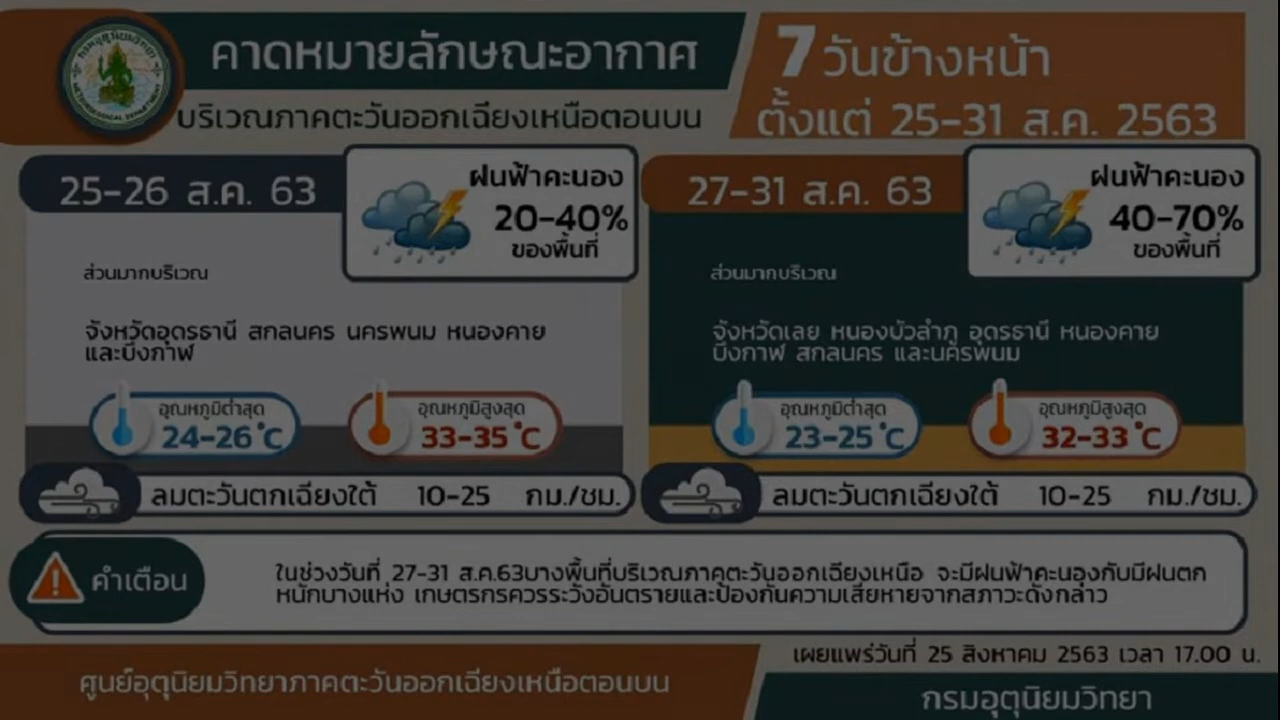 คาดหมายลักษณะอากาศ
บริเวณภาคตะวันออกเฉียงเหนือตอนบน
7 วันข้างหน้า
ตั้งแต่ 25-31 ส.ค. 2563
25-26 ส.ค. 63
ฝนฟ้าคะนอง
20-40%
ของพื้นที่
ส่วนมากบริเวณ
จังหวัดอุดรธานี สกลนคร นครพนม หนองคาย
และบึงกาฬ
อุณหภูมิต่ำสุด
24-26 °C
อุณหภูมิสูงสุด
33-35 °C
ลมตะวันตกเฉียงใต้ 10-25 กม./ชม.
27-31 ส.ค. 63
ฝนฟ้าคะนอง
40-70%
ของพื้นที่
ส่วนมากบริเวณ
จังหวัดเลย หนองบัวลำภู อุดรธานี หนองคาย
บึงกาฬ สกลนคร และนครพนม
อุณหภูมิต่ำสุด
23-25 °C
อุณหภูมิสูงสุด
32-33 °C
ลมตะวันตกเฉียงใต้ 10-25 กม./ชม.
คำเตือน
ในช่วงวันที่ 27-31 ส.ค.63บางพื้นที่บริเวณภาคตะวันออกเฉียงเหนือ จะมีฝนฟ้าคะนองกับมีฝนตก
หนักบางแห่ง เกษตรกรควรระวังอันตรายและป้องกันความเสียหายจากสภาวะดังกล่าว
เผยแพร่วันที่ 25 สิงหาคม 2563 เวลา 17.00 น.
ศูนย์อุตุนิยมวิทยาภาคตะวันออกเฉียงเหนือตอนบน
กรมอุตุนิยมวิทยา